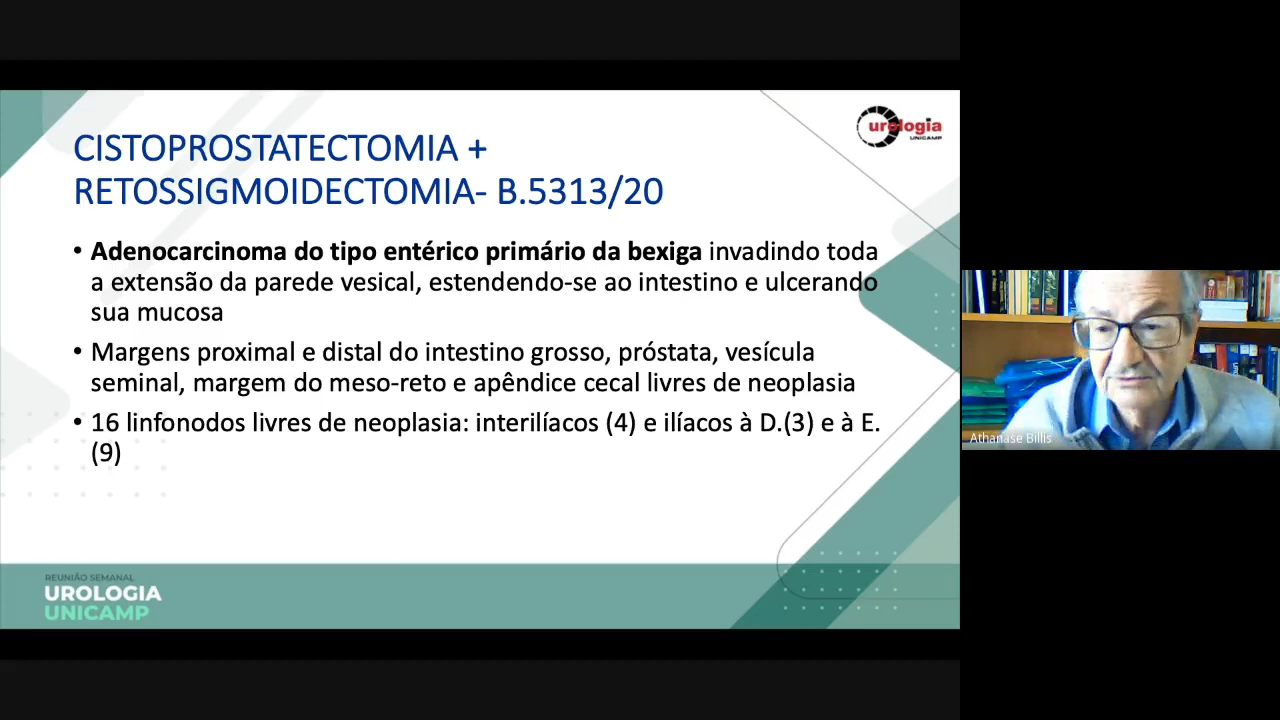 urologia
UNICAMP
CISTOPROSTATECTOMIA +
RETOSSIGMOIDECTOMIA- B.5313/20
• Adenocarcinoma do tipo entérico primário da bexiga invadindo toda
a extensão da parede vesical, estendendo-se ao intestino e ulcerando
sua mucosa
• Margens proximal e distal do intestino grosso, próstata, vesícula
seminal, margem do meso-reto e apêndice cecal livres de neoplasia
• 16 linfonodos livres de neoplasia: interilíacos (4) e ilíacos à D.(3) e à E.
(9)
REUNIÃO SEMANAL
UROLOGIA
UNICAMP
Athanase Billis